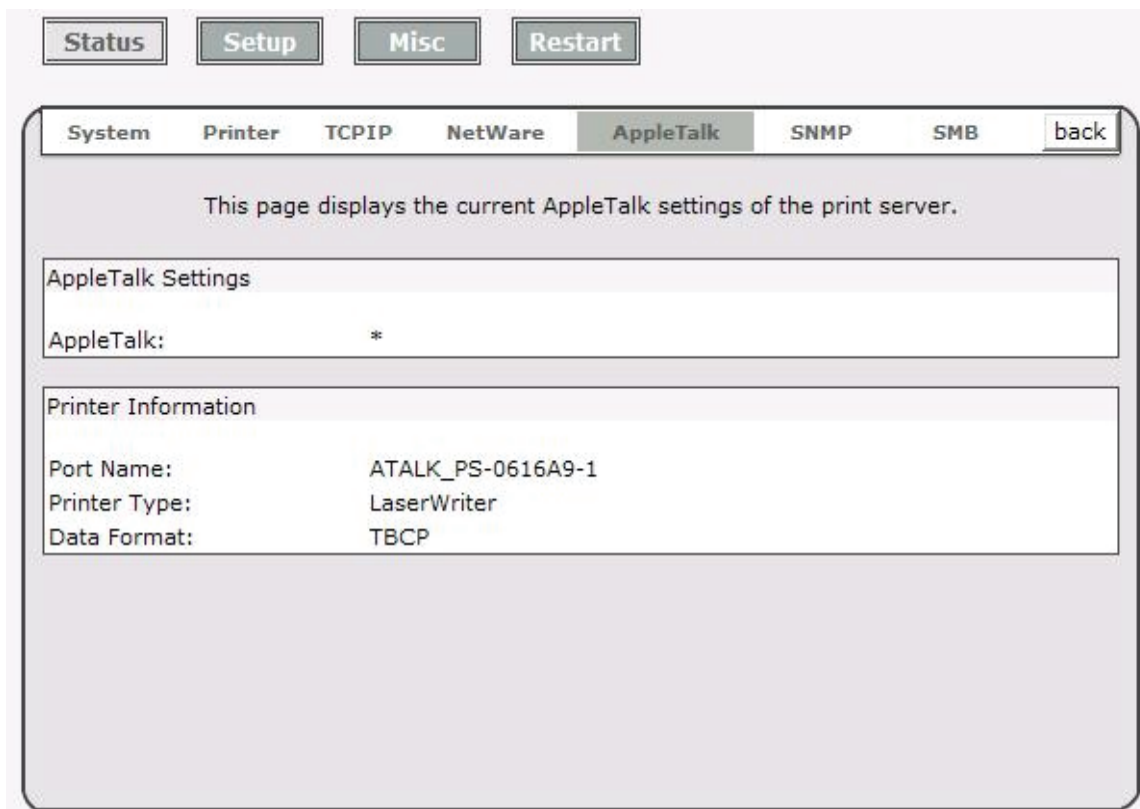 Status Setup Misc Restart
System Printer TCPIP NetWare AppleTalk SNMP SMB back
This page displays the current AppleTalk settings of the print server.
AppleTalk Settings
AppleTalk: *
Printer Information
Port Name: ATALK_PS-0616A9-1
Printer Type: LaserWriter
Data Format: TBCP